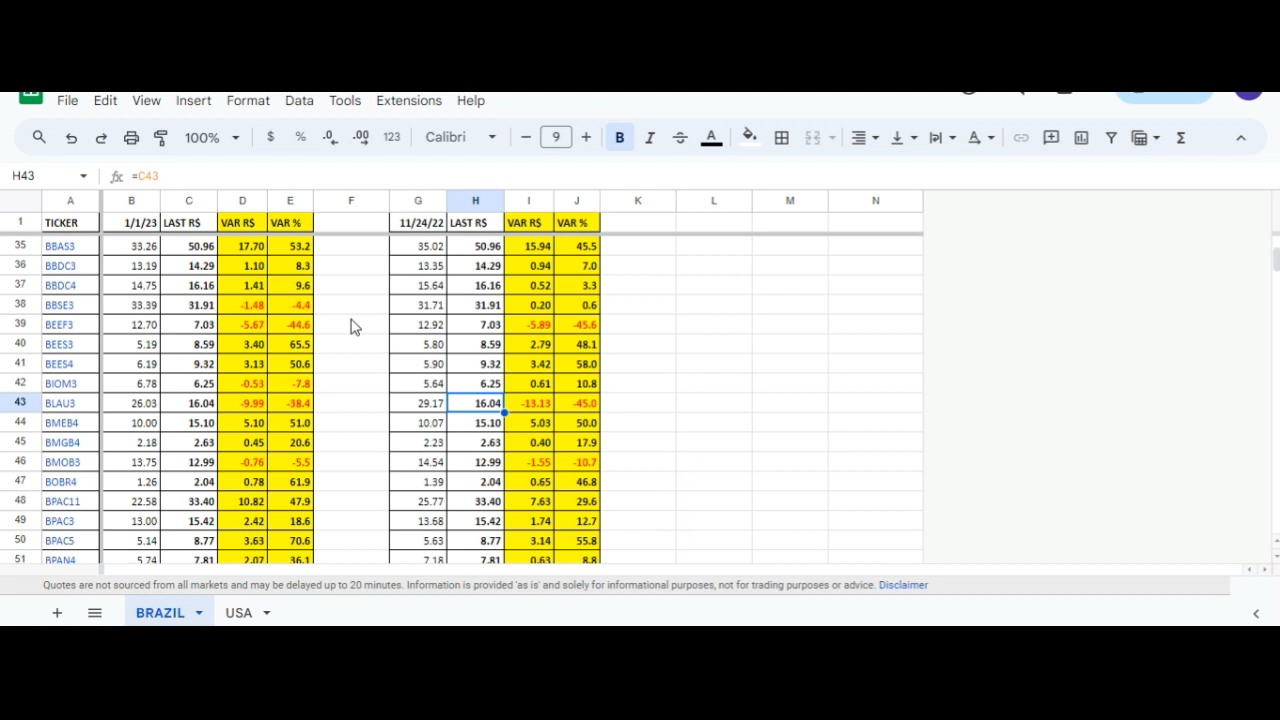 File Edit View Insert Format Data Tools Extensions Help
100% $ % .0 .00 123 Calibri − 9 + B I A Σ
H43 fx =C43
A B C D E F G H I J K L M N
1 TICKER 1/1/23 LAST R$ VAR R$ VAR % 11/24/22 LAST R$ VAR R$ VAR %
35 BBAS3 33.26 50.96 17.70 53.2 35.02 50.96 15.94 45.5
36 BBDC3 13.19 14.29 1.10 8.3 13.35 14.29 0.94 7.0
37 BBDC4 14.75 16.16 1.41 9.6 15.64 16.16 0.52 3.3
38 BBSE3 33.39 31.91 -1.48 -4.4 31.71 31.91 0.20 0.6
39 BEEF3 12.70 7.03 -5.67 -44.6 12.92 7.03 -5.89 -45.6
40 BEES3 5.19 8.59 3.40 65.5 5.80 8.59 2.79 48.1
41 BEES4 6.19 9.32 3.13 50.6 5.90 9.32 3.42 58.0
42 BIOM3 6.78 6.25 -0.53 -7.8 5.64 6.25 0.61 10.8
43 BLAU3 26.03 16.04 -9.99 -38.4 29.17 16.04 -13.13 -45.0
44 BMEB4 10.00 15.10 5.10 51.0 10.07 15.10 5.03 50.0
45 BMGB4 2.18 2.63 0.45 20.6 2.23 2.63 0.40 17.9
46 BMOB3 13.75 12.99 -0.76 -5.5 14.54 12.99 -1.55 -10.7
47 BOBR4 1.26 2.04 0.78 61.9 1.39 2.04 0.65 46.8
48 BPAC11 22.58 33.40 10.82 47.9 25.77 33.40 7.63 29.6
49 BPAC3 13.00 15.42 2.42 18.6 13.68 15.42 1.74 12.7
50 BPAC5 5.14 8.77 3.63 70.6 5.63 8.77 3.14 55.8
51 BPAN4 5.74 7.81 2.07 36.1 7.18 7.81 0.63 8.8
Quotes are not sourced from all markets and may be delayed up to 20 minutes. Information is provided 'as is' and solely for informational purposes, not for trading purposes or advice. Disclaimer
BRAZIL USA